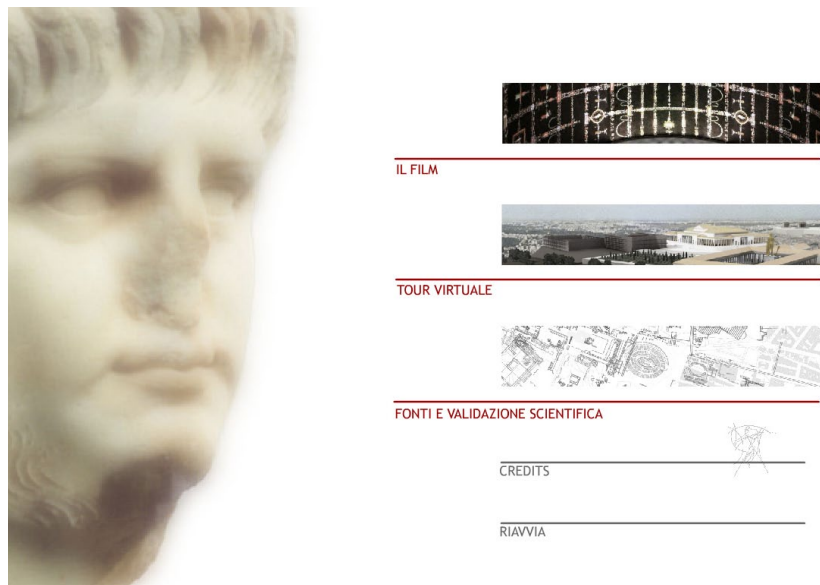 IL FILM
TOUR VIRTUALE
FONTI E VALIDAZIONE SCIENTIFICA
CREDITS
RIAVVIA